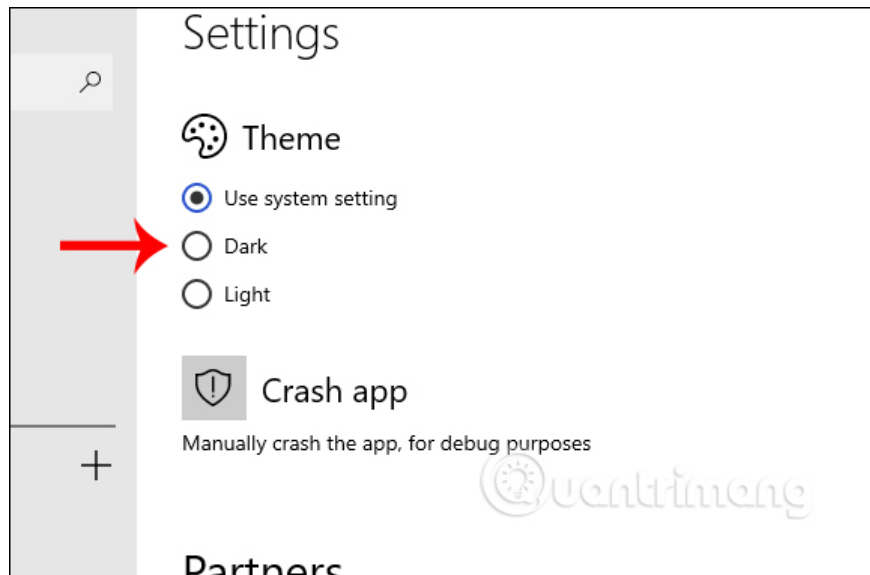 Settings
Theme
Use system setting
Dark
Light
Crash app
Manually crash the app, for debug purposes
Quantrimang
Partners